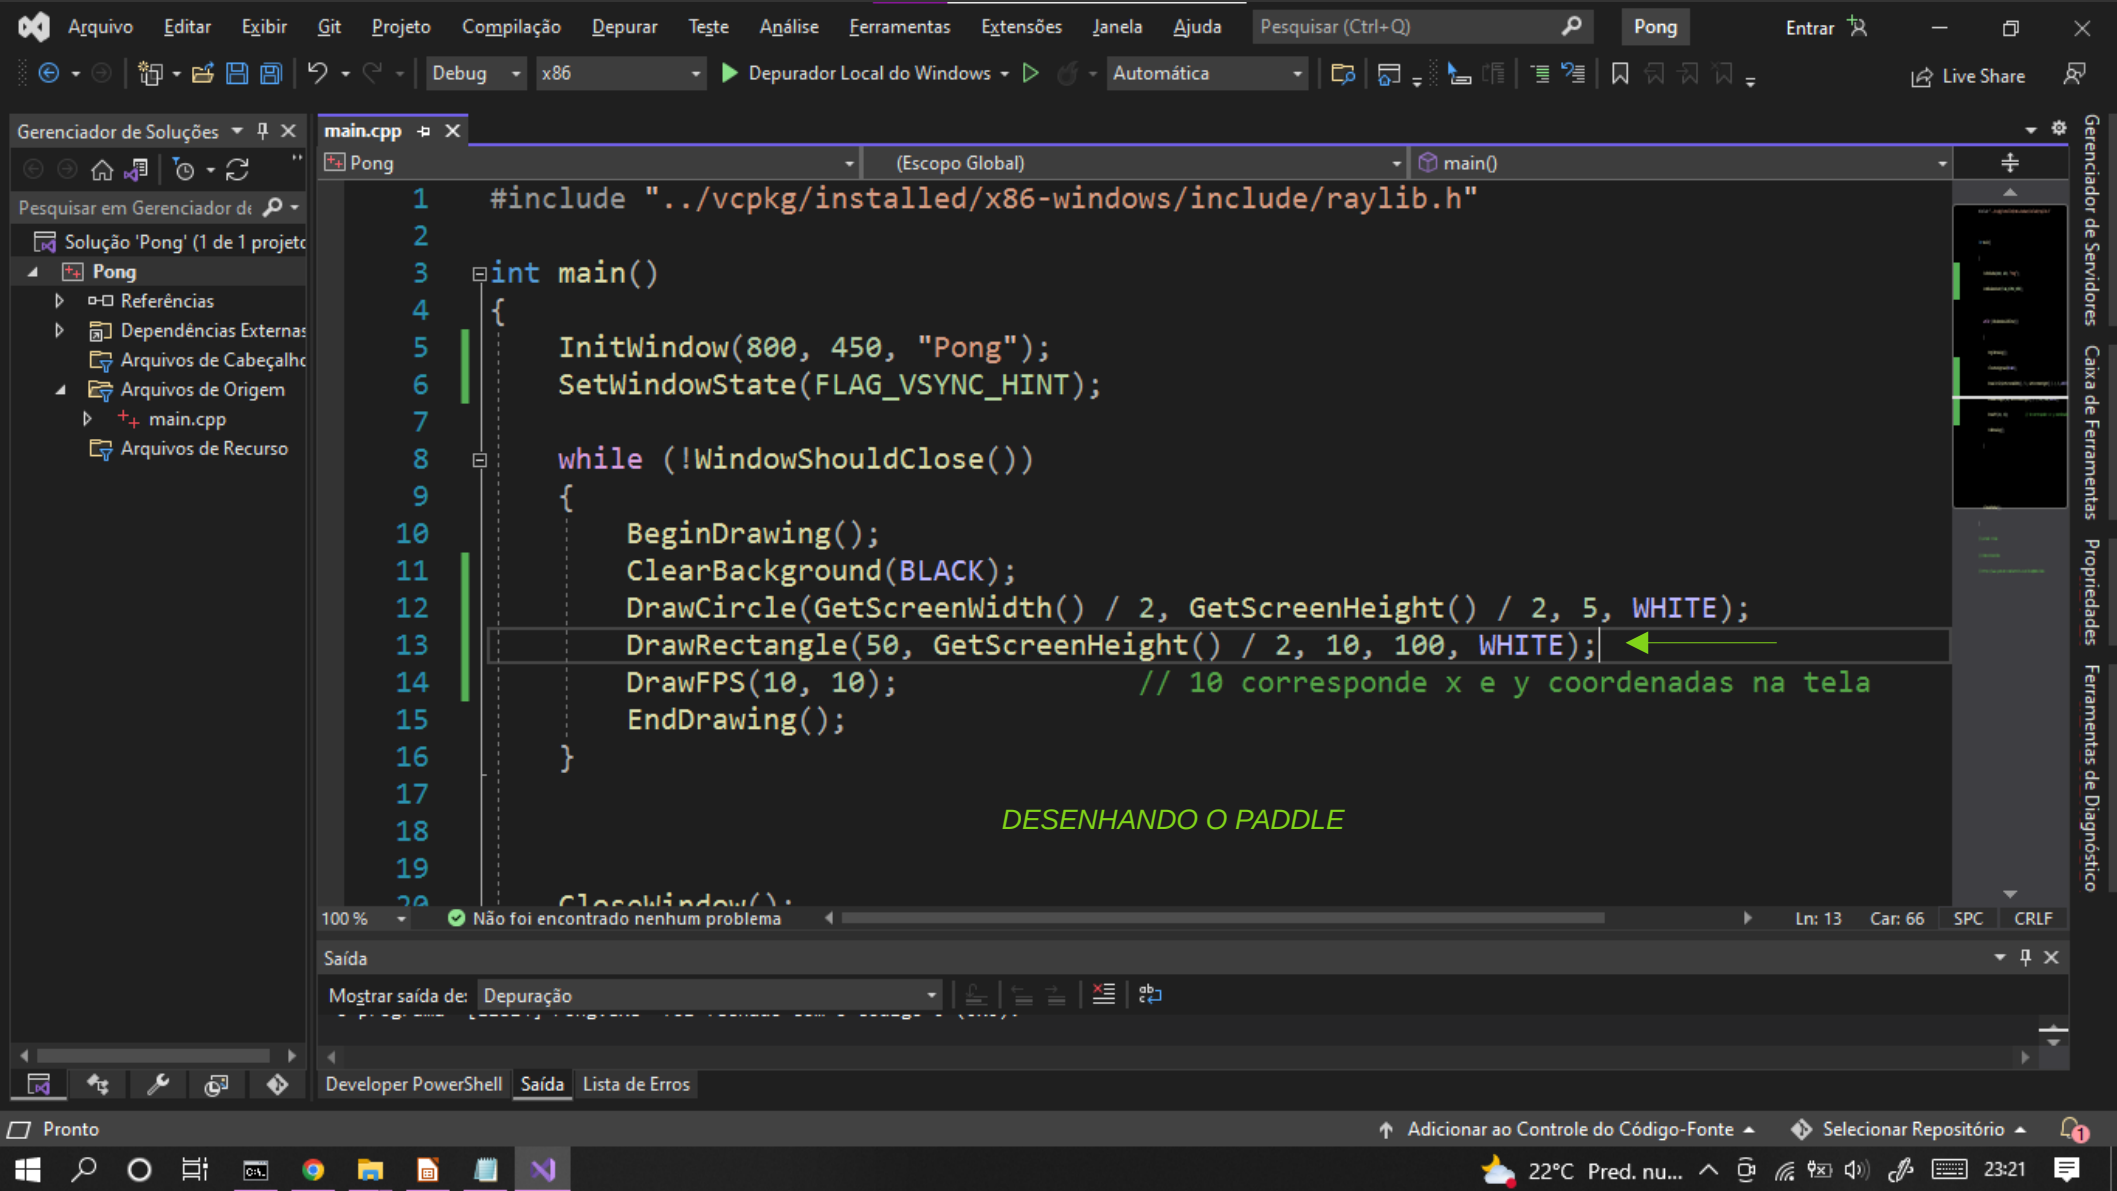 Arquivo Editar Exibir Git Projeto Compilação Depurar Teste Análise Ferramentas Extensões Janela Ajuda Pesquisar (Ctrl+Q) Pong Entrar
Debug x86 Depurador Local do Windows Automática Live Share
Gerenciador de Soluções
main.cpp
Pong (Escopo Global) main()
Pesquisar em Gerenciador de
Solução 'Pong' (1 de 1 projeto
Pong
Referências
Dependências Externas
Arquivos de Cabeçalho
Arquivos de Origem
main.cpp
Arquivos de Recurso
1 #include "../vcpkg/installed/x86-windows/include/raylib.h"
2
3 int main()
4 {
5 InitWindow(800, 450, "Pong");
6 SetWindowState(FLAG_VSYNC_HINT);
7
8 while (!WindowShouldClose())
9 {
10 BeginDrawing();
11 ClearBackground(BLACK);
12 DrawCircle(GetScreenWidth() / 2, GetScreenHeight() / 2, 5, WHITE);
13 DrawRectangle(50, GetScreenHeight() / 2, 10, 100, WHITE);
14 DrawFPS(10, 10); // 10 corresponde x e y coordenadas na tela
15 EndDrawing();
16 }
17
18
19
20 CloseWindow();
DESENHANDO O PADDLE
100 % Não foi encontrado nenhum problema Ln: 13 Car: 66 SPC CRLF
Saída
Mostrar saída de: Depuração
Developer PowerShell Saída Lista de Erros
Gerenciador de Servidores
Caixa de Ferramentas
Propriedades
Ferramentas de Diagnóstico
Pronto Adicionar ao Controle do Código-Fonte Selecionar Repositório 1
22°C Pred. nu... 23:21